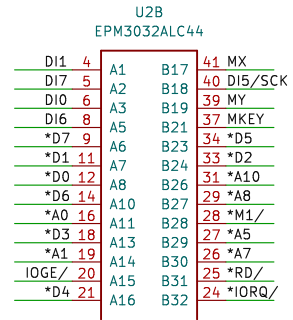 U2B
EPM3032ALC44
DI1 4 A1 B17 41 MX
DI7 5 A2 B18 40 DI5/SCK
DI0 6 A3 B19 39 MY
DI6 8 A5 B21 37 MKEY
*D7 9 A6 B23 34 *D5
*D1 11 A7 B24 33 *D2
*D0 12 A8 B26 31 *A10
*D6 14 A10 B27 29 *A8
*A0 16 A11 B28 28 *M1/
*D3 18 A13 B29 27 *A5
*A1 19 A14 B30 26 *A7
IOGE/ 20 A15 B31 25 *RD/
*D4 21 A16 B32 24 *IORQ/